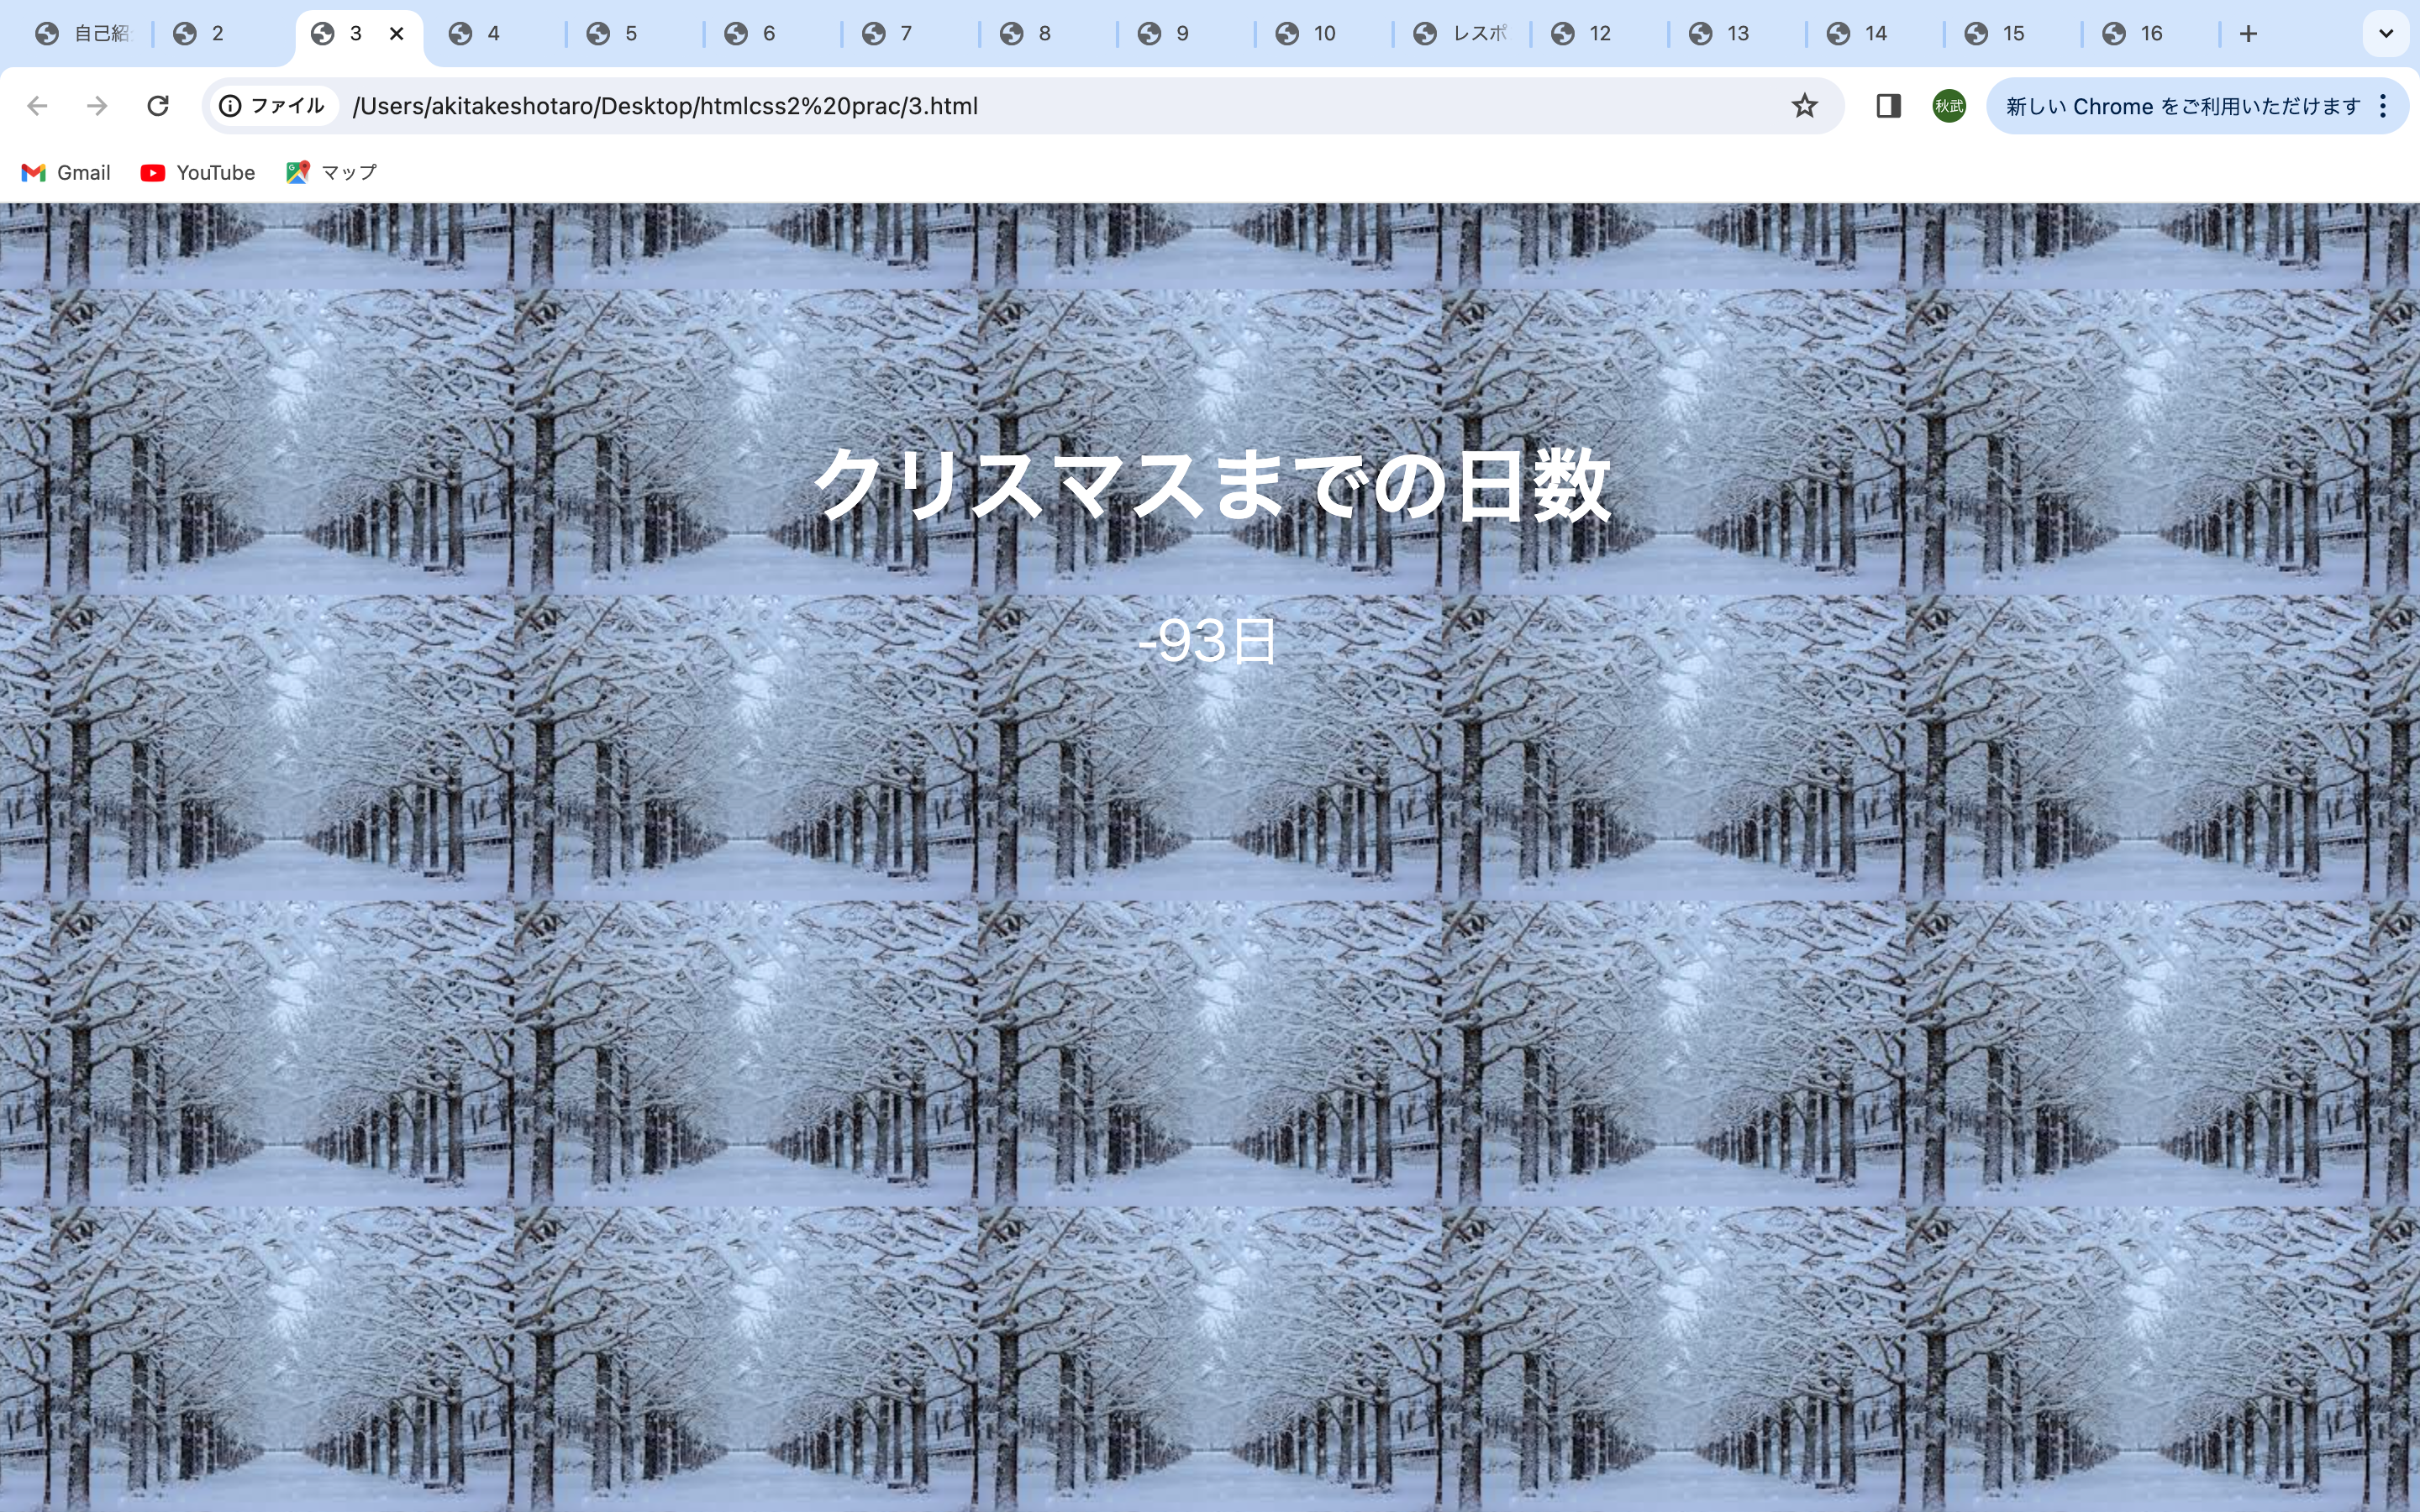 自己紹
2
3
4
5
6
7
8
9
10
レスポ
12
13
14
15
16
ファイル
/Users/akitakeshotaro/Desktop/htmlcss2%20prac/3.html
秋武
新しい Chrome をご利用いただけます
Gmail
YouTube
マップ
クリスマスまでの日数
-93日